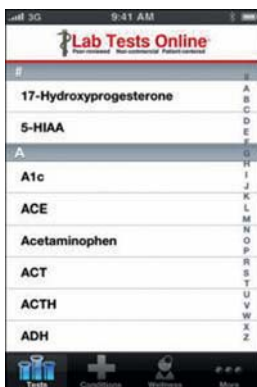 3G 9:41 AM
Lab Tests Online
Peer-reviewed Non-commercial Patient-centered
#
17-Hydroxyprogesterone
5-HIAA
A
A1c
ACE
Acetaminophen
ACT
ACTH
ADH
#
A
B
C
D
E
F
G
H
I
J
K
L
M
N
O
P
R
S
T
U
V
W
X
Z
Tests Conditions Wellness More